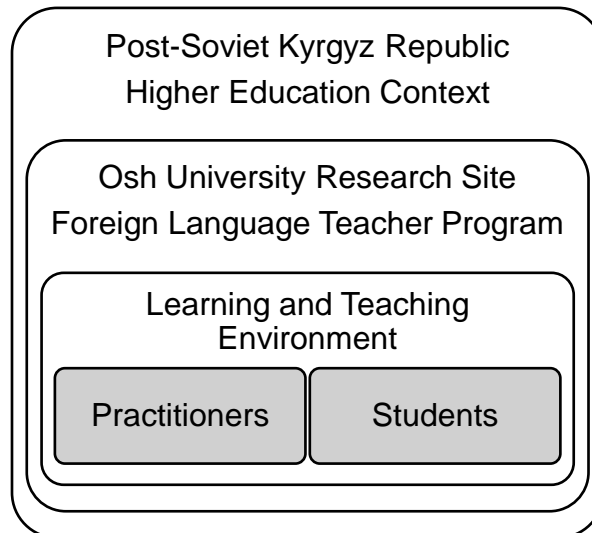 Post-Soviet Kyrgyz Republic
Higher Education Context
Osh University Research Site
Foreign Language Teacher Program
Learning and Teaching
Environment
Practitioners
Students